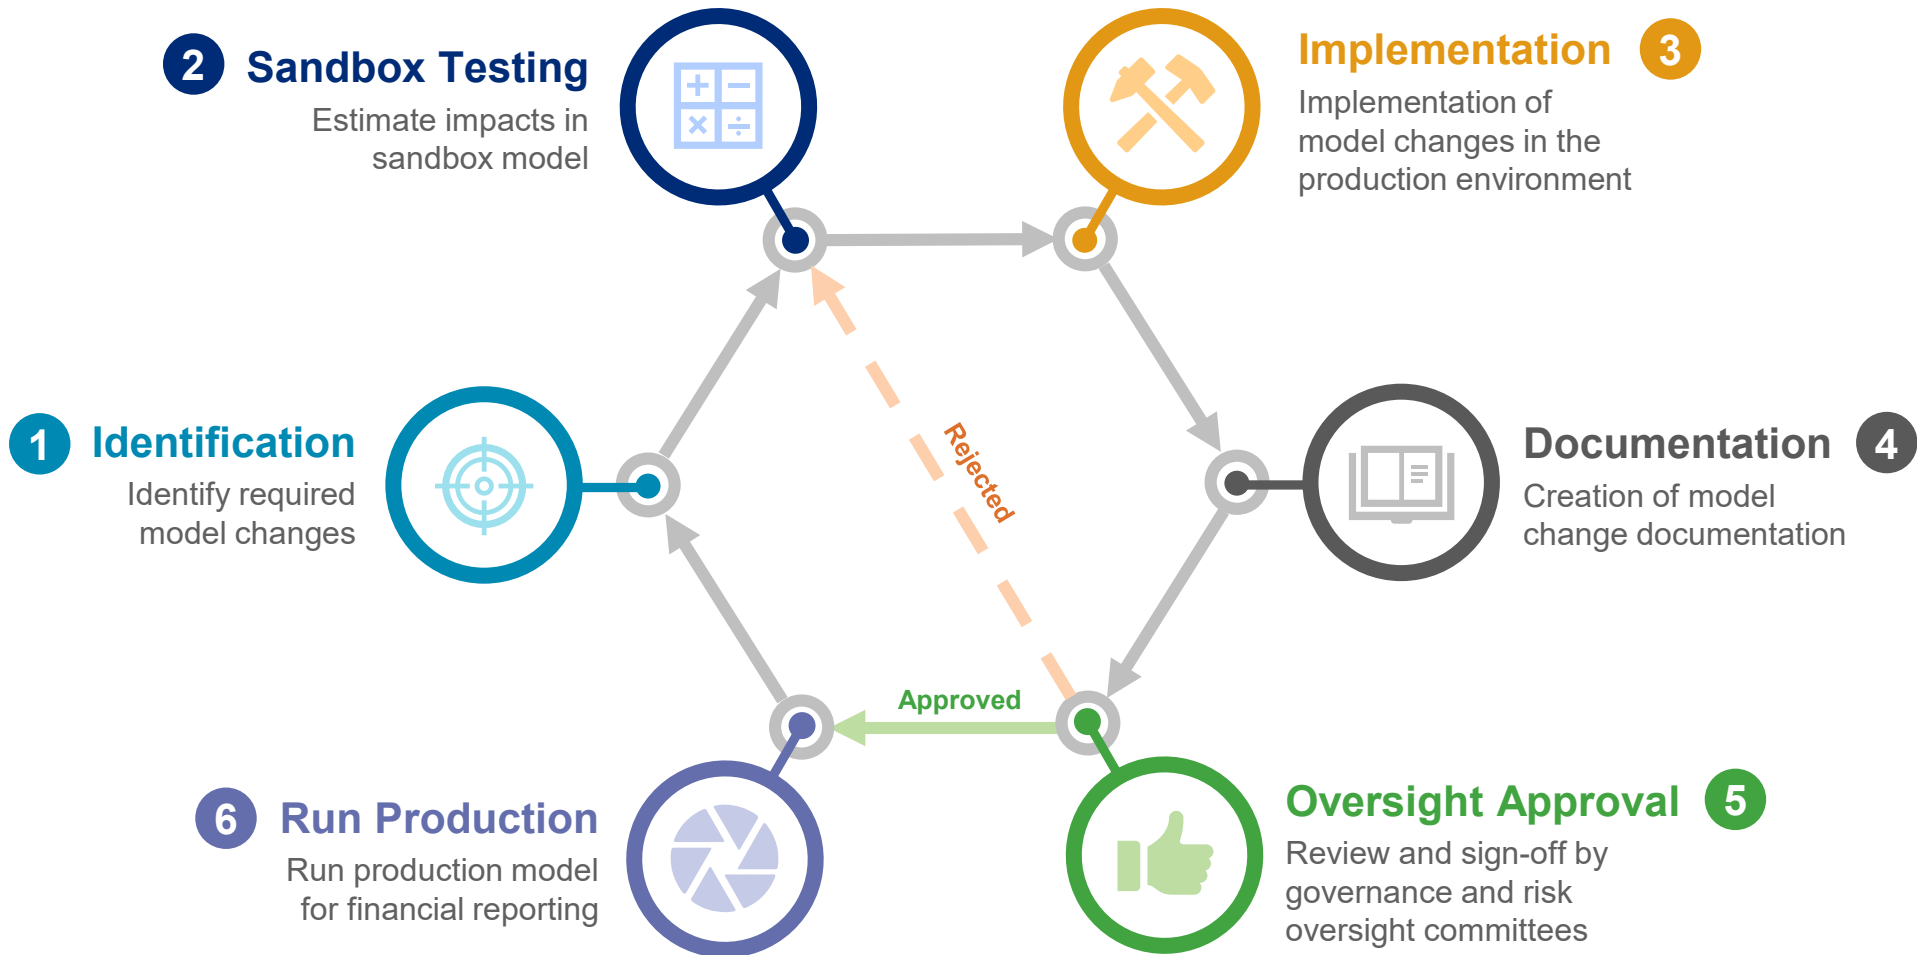 1 Identification
Identify required
model changes
2 Sandbox Testing
Estimate impacts in
sandbox model
Implementation 3
Implementation of
model changes in the
production environment
Documentation 4
Creation of model
change documentation
Oversight Approval 5
Review and sign-off by
governance and risk
oversight committees
6 Run Production
Run production model
for financial reporting
Rejected
Approved